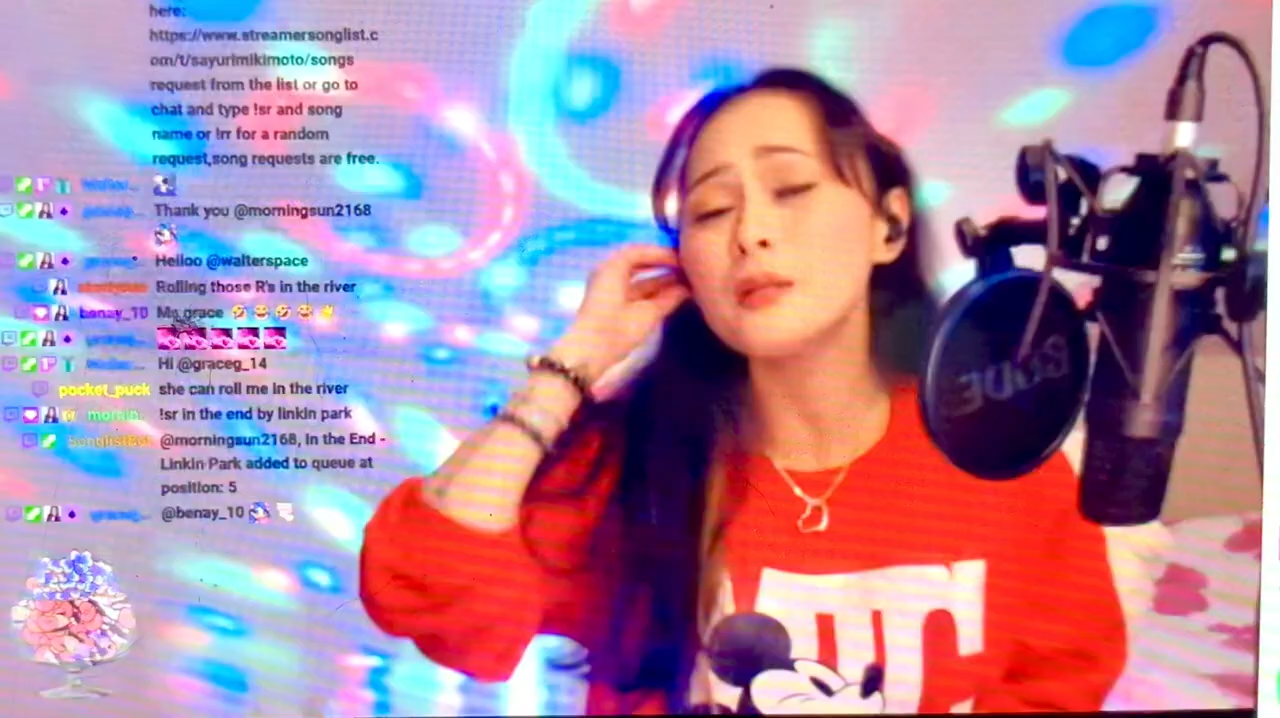 here:
https://www.streamersonglist.c
om/t/sayurimikimoto/songs
request from the list or go to
chat and type !sr and song
name or !rr for a random
request,song requests are free.
Thank you @morningsun2168
Helloo @walterspace
Rolling those R's in the river
benay_10 Ms grace
Hi @graceg_14
pocket_puck she can roll me in the river
mornin.. !sr in the end by linkin park
SonglistBot @morningsun2168, In the End -
Linkin Park added to queue at
position: 5
@benay_10
RODE